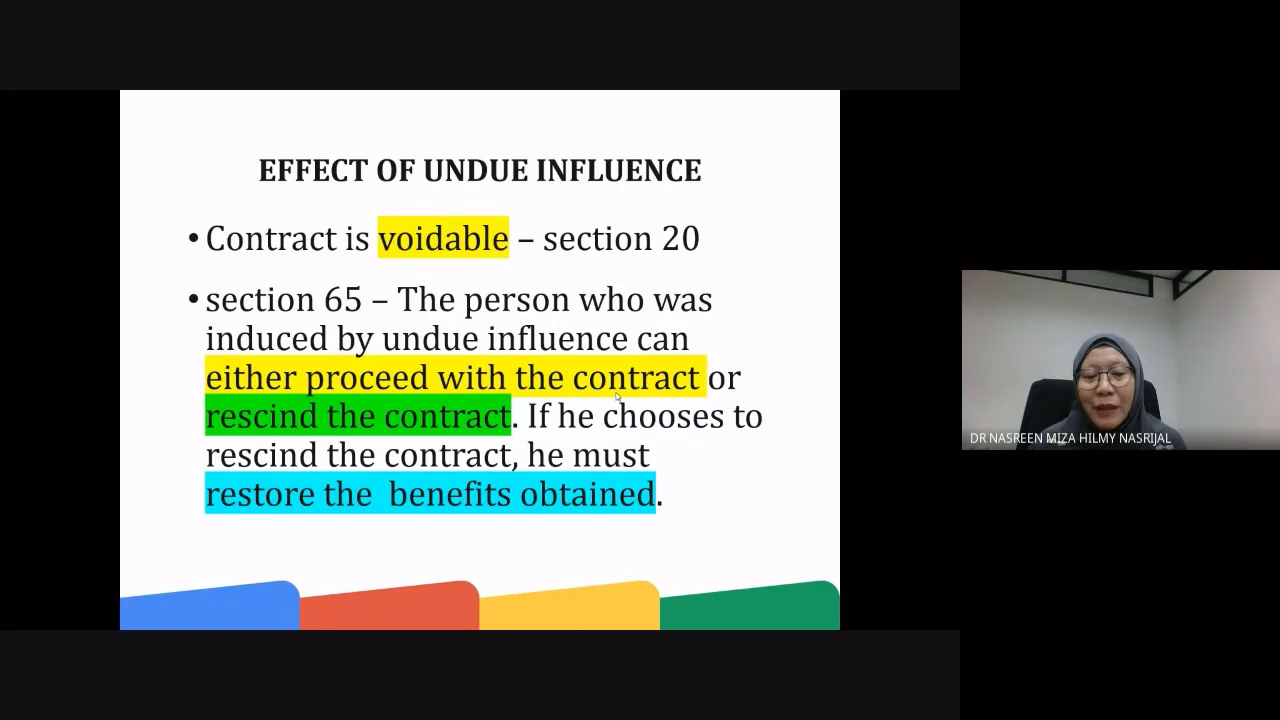 EFFECT OF UNDUE INFLUENCE
• Contract is voidable – section 20
• section 65 – The person who was
induced by undue influence can
either proceed with the contract or
rescind the contract. If he chooses to
rescind the contract, he must
restore the  benefits obtained.
DR NASREEN MIZA HILMY NASRIJAL